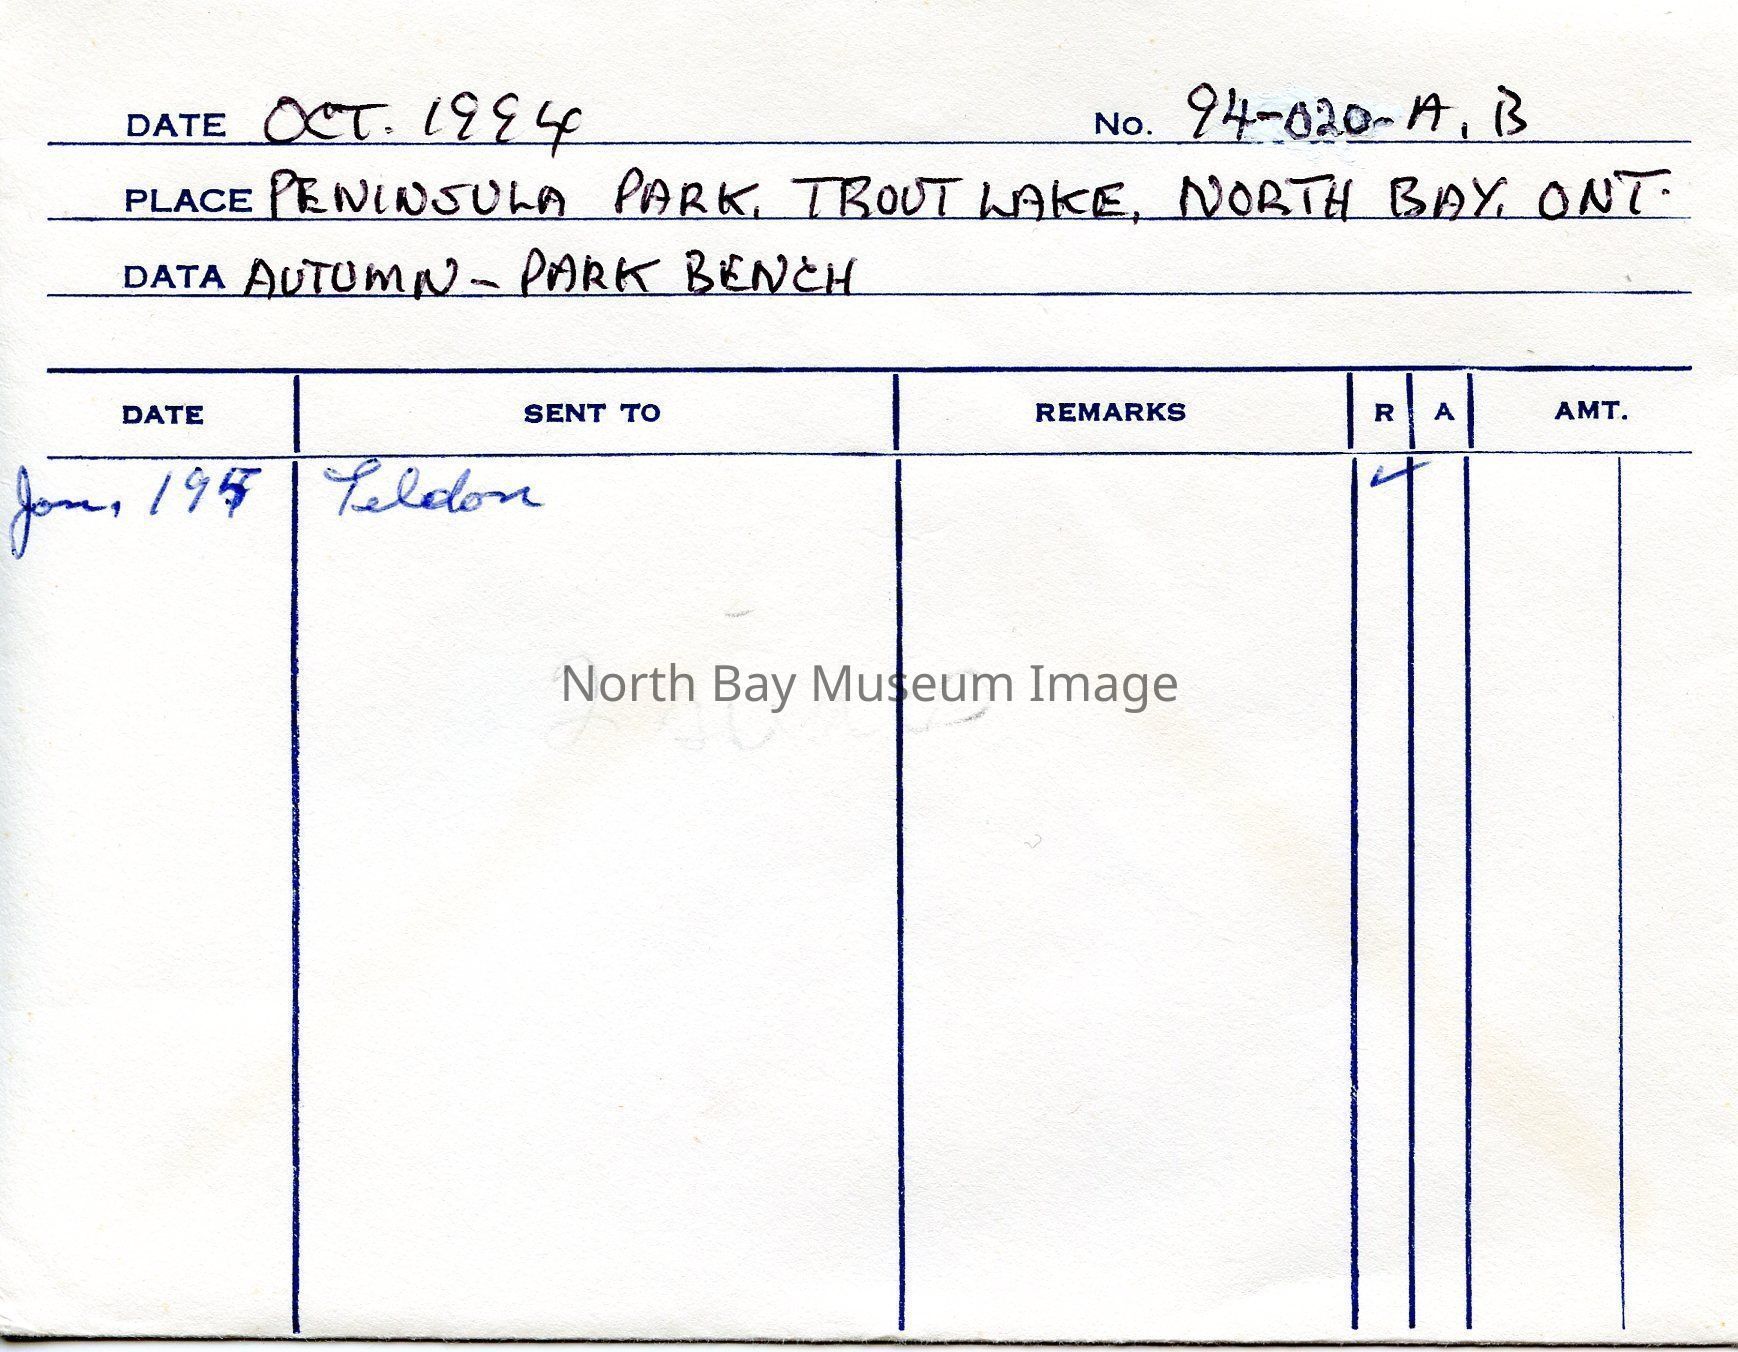 DATE OCT. 1994 No. 94-020-A, B
PLACE PENINSULA PARK, TROUT LAKE, NORTH BAY, ONT.
DATA AUTUMN - PARK BENCH
DATE SENT TO REMARKS R A AMT.
Jan, 195 Teldon ✓
North Bay Museum Image